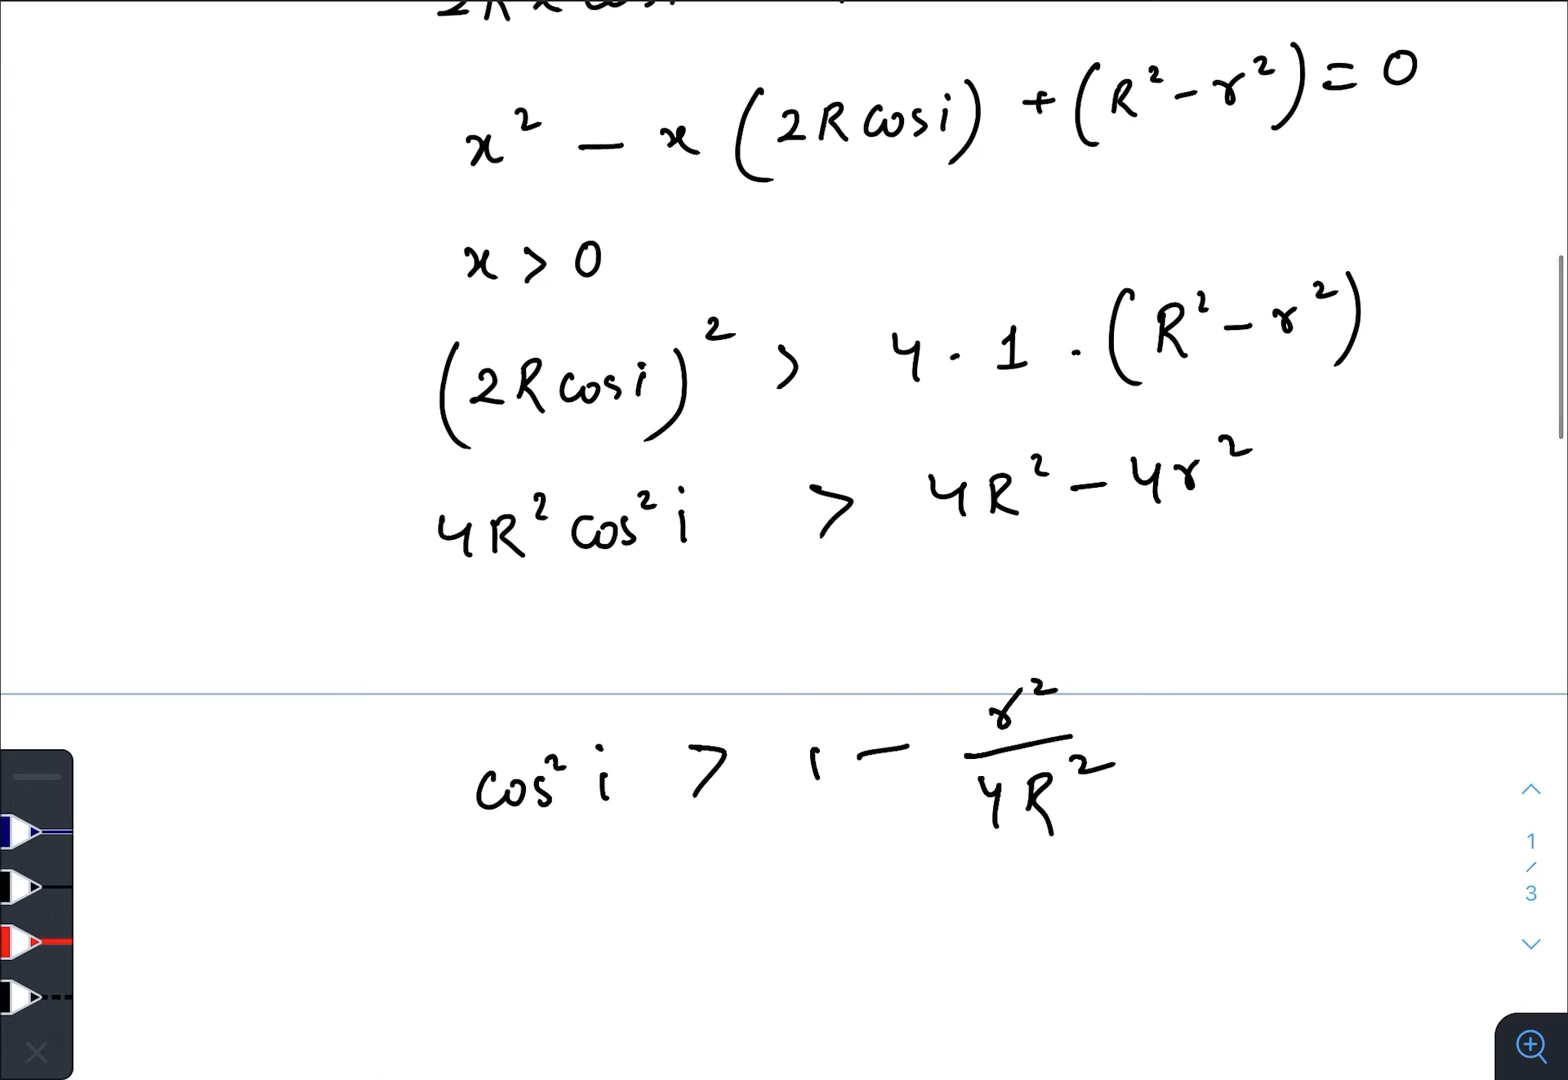 x² - x (2R cos i) + (R² - r²) = 0
x > 0
(2R cos i)² > 4 · 1 · (R² - r²)
4R² cos² i > 4R² - 4r²
cos² i > 1 - r²/4R²
1
/
3